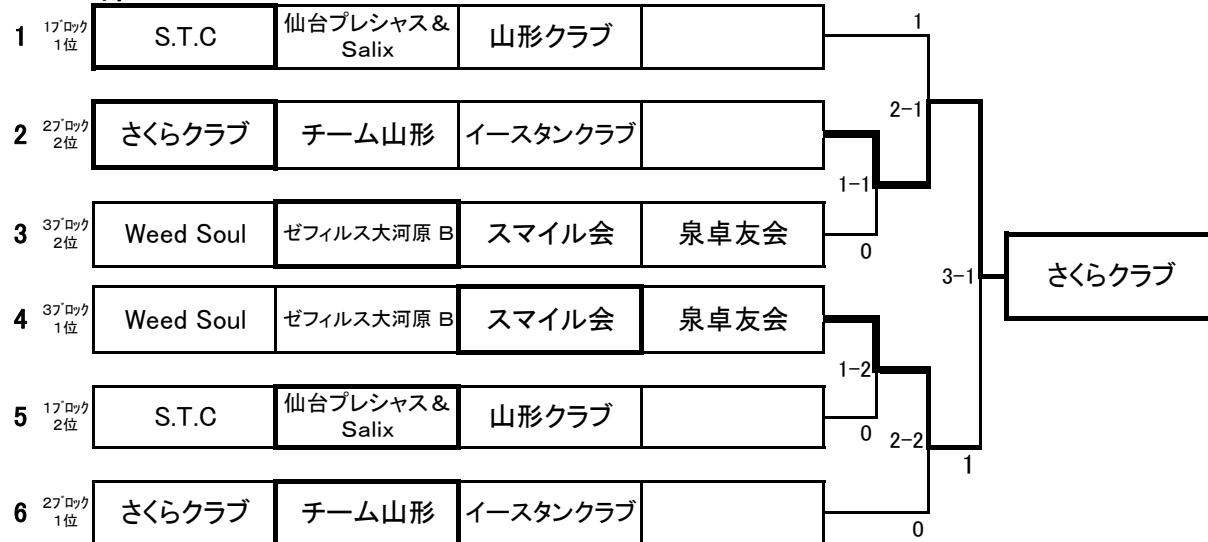 1 1ブロック 1位 S.T.C 仙台プレシャス& Salix 山形クラブ 1
2-1
2 2ブロック 2位 さくらクラブ チーム山形 イースタンクラブ
1-1
3 3ブロック 2位 Weed Soul ゼフィルス大河原 B スマイル会 泉卓友会 0
3-1 さくらクラブ
4 3ブロック 1位 Weed Soul ゼフィルス大河原 B スマイル会 泉卓友会
1-2
5 1ブロック 2位 S.T.C 仙台プレシャス& Salix 山形クラブ 0
2-2
1
6 2ブロック 1位 さくらクラブ チーム山形 イースタンクラブ 0